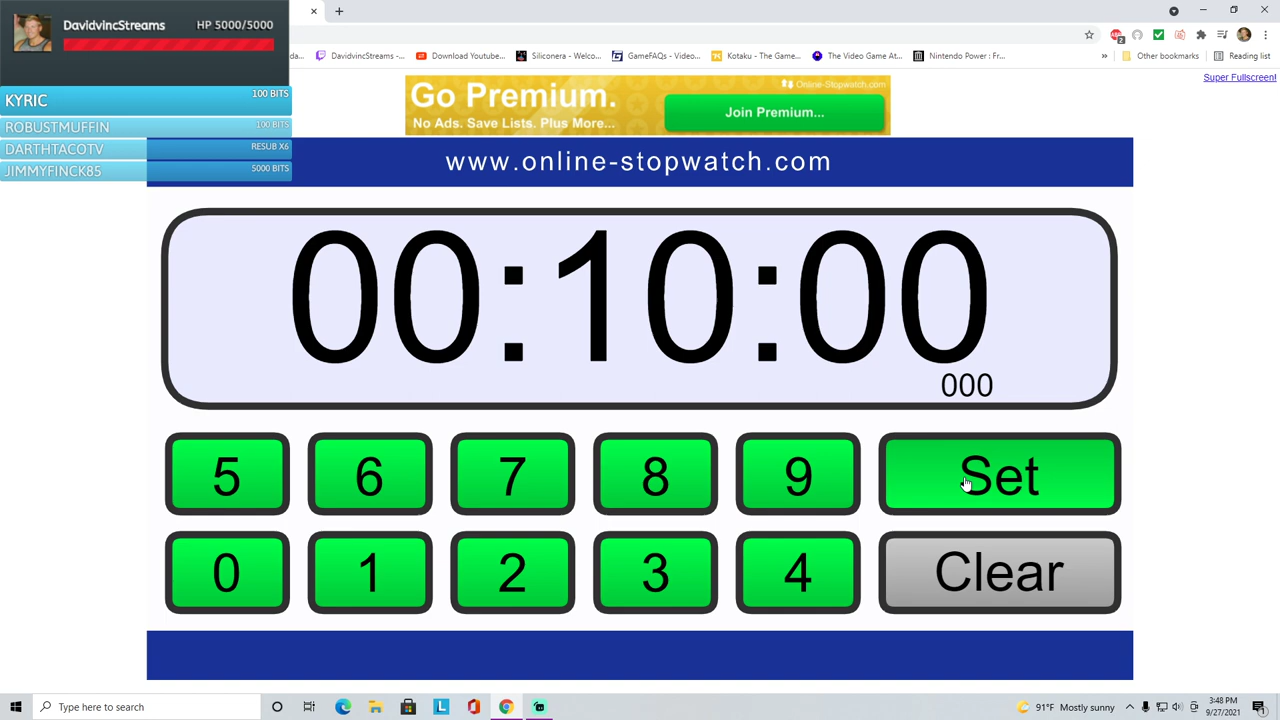 DavidvincStreams HP 5000/5000
KYRIC 100 BITS
ROBUSTMUFFIN 100 BITS
DARTHTACOTV RESUB X6
JIMMYFINCK85 5000 BITS
da... DavidvincStreams -... Download Youtube... Siliconera - Welco... GameFAQs - Video... Kotaku - The Game... The Video Game At... Nintendo Power : Fr... » Other bookmarks Reading list
Super Fullscreen!
Online-Stopwatch.com
Go Premium.
No Ads. Save Lists. Plus More...
Join Premium...
www.online-stopwatch.com
00:10:00
000
5 6 7 8 9 Set
0 1 2 3 4 Clear
Type here to search
L
91°F Mostly sunny
3:48 PM
9/27/2021